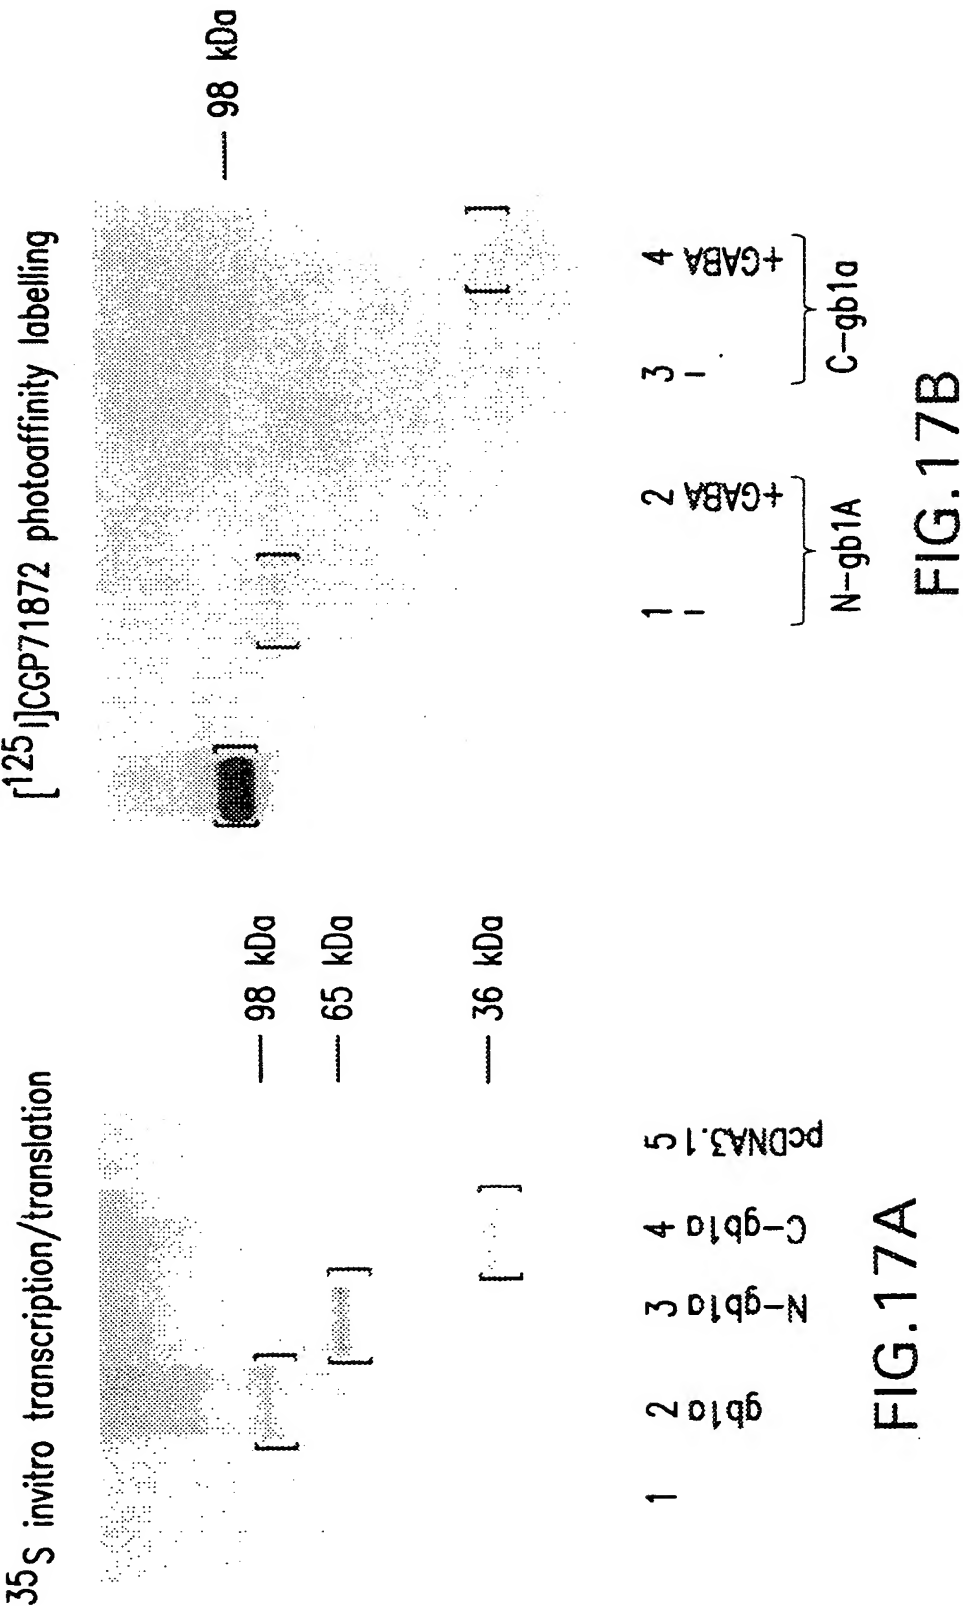 35S invitro transcription/translation
98 kDa
65 kDa
36 kDa
1 2 3 4 5
gb1a N-gb1a C-gb1a pcDNA3.1
FIG.17A
[125I]CGP71872 photoaffinity labelling
98 kDa
1 2 3 4
- +GABA - +GABA
N-gb1A C-gb1a
FIG.17B